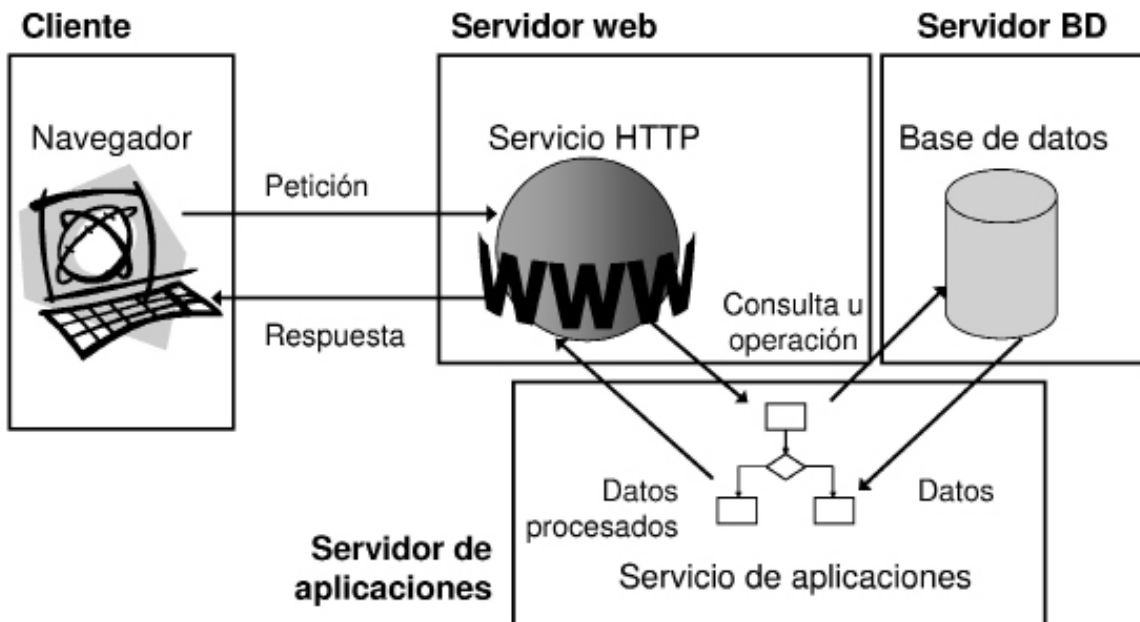 Cliente
Servidor web
Servidor BD
Navegador
Servicio HTTP
Base de datos
Petición
WWW
Respuesta
Consulta u
operación
Datos
procesados
Datos
Servidor de
aplicaciones
Servicio de aplicaciones